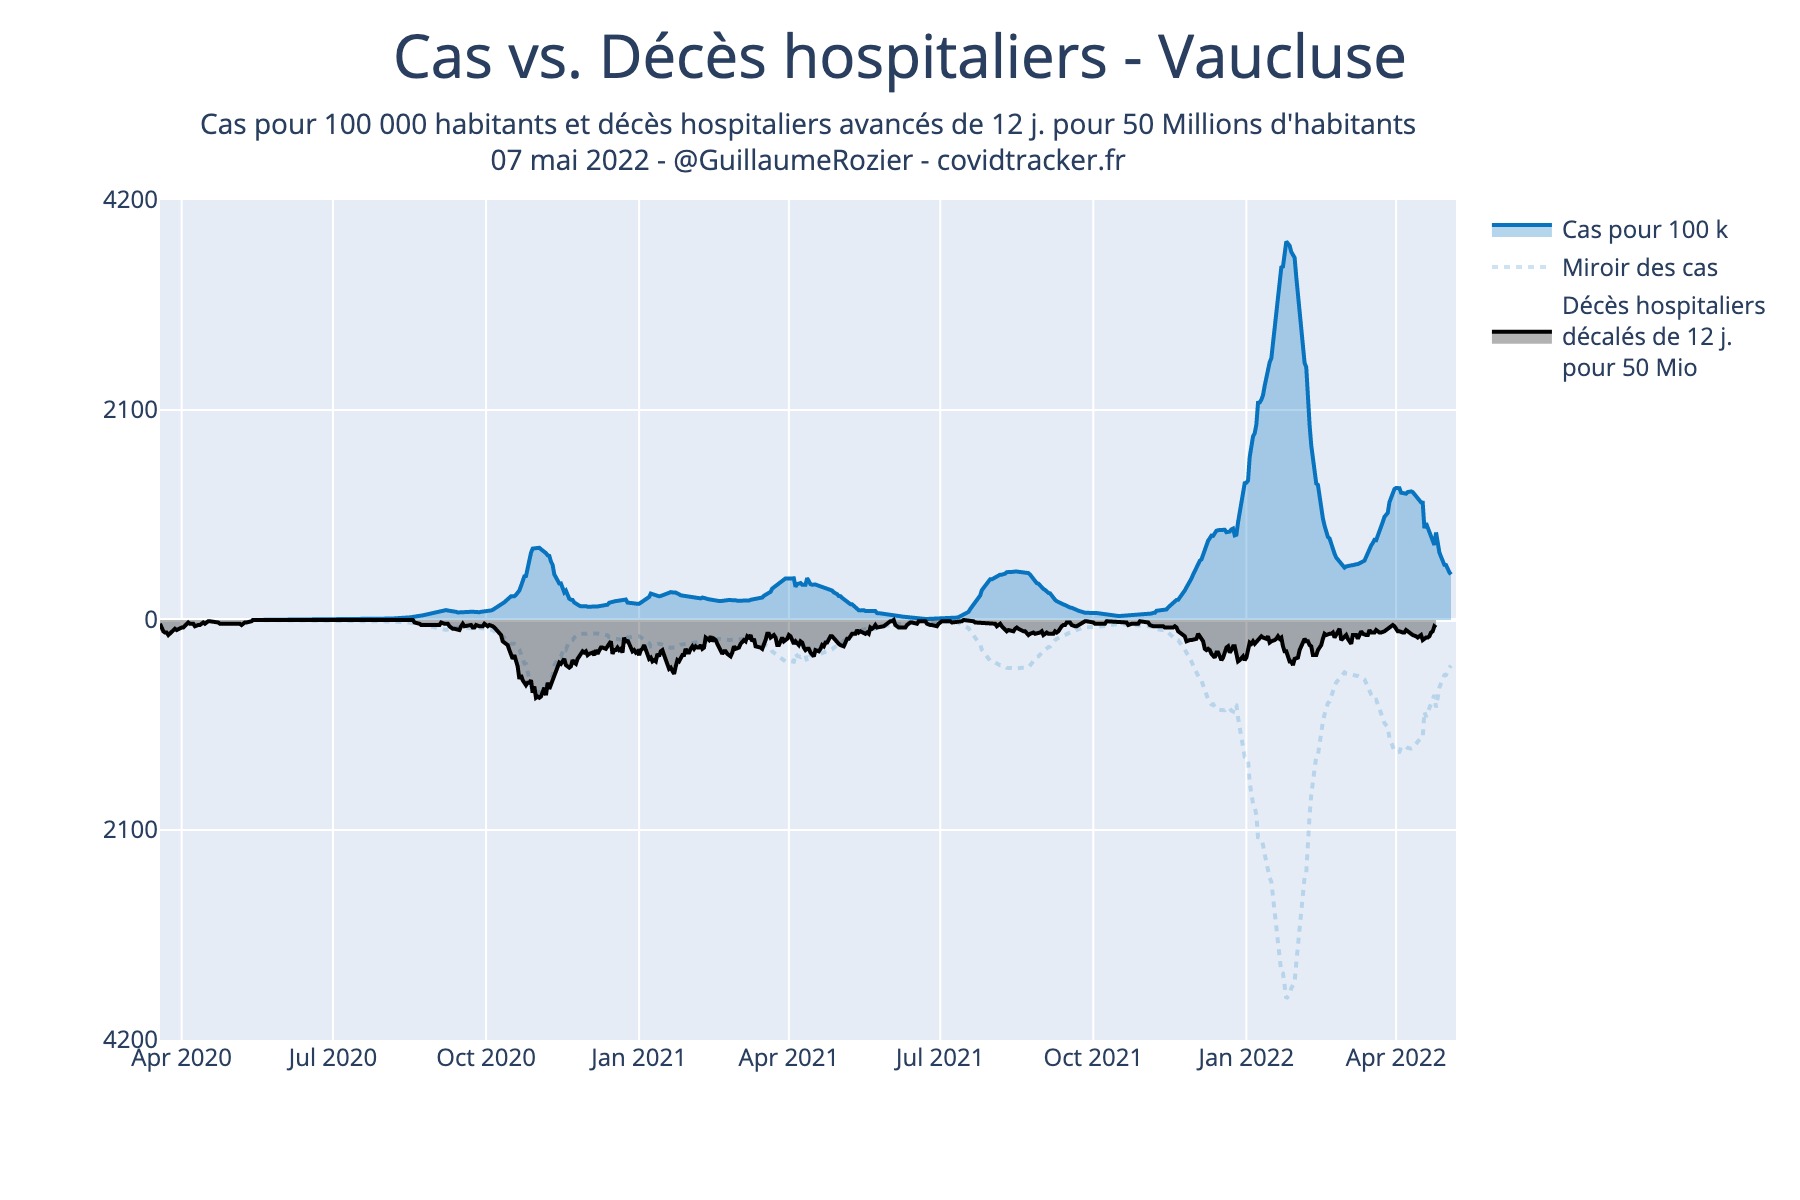 Cas vs. Décès hospitaliers - Vaucluse
Cas pour 100 000 habitants et décès hospitaliers avancés de 12 j. pour 50 Millions d'habitants
07 mai 2022 - @GuillaumeRozier - covidtracker.fr
4200
2100
0
2100
4200
Apr 2020 Jul 2020 Oct 2020 Jan 2021 Apr 2021 Jul 2021 Oct 2021 Jan 2022 Apr 2022
Cas pour 100 k
Miroir des cas
Décès hospitaliers
décalés de 12 j.
pour 50 Mio